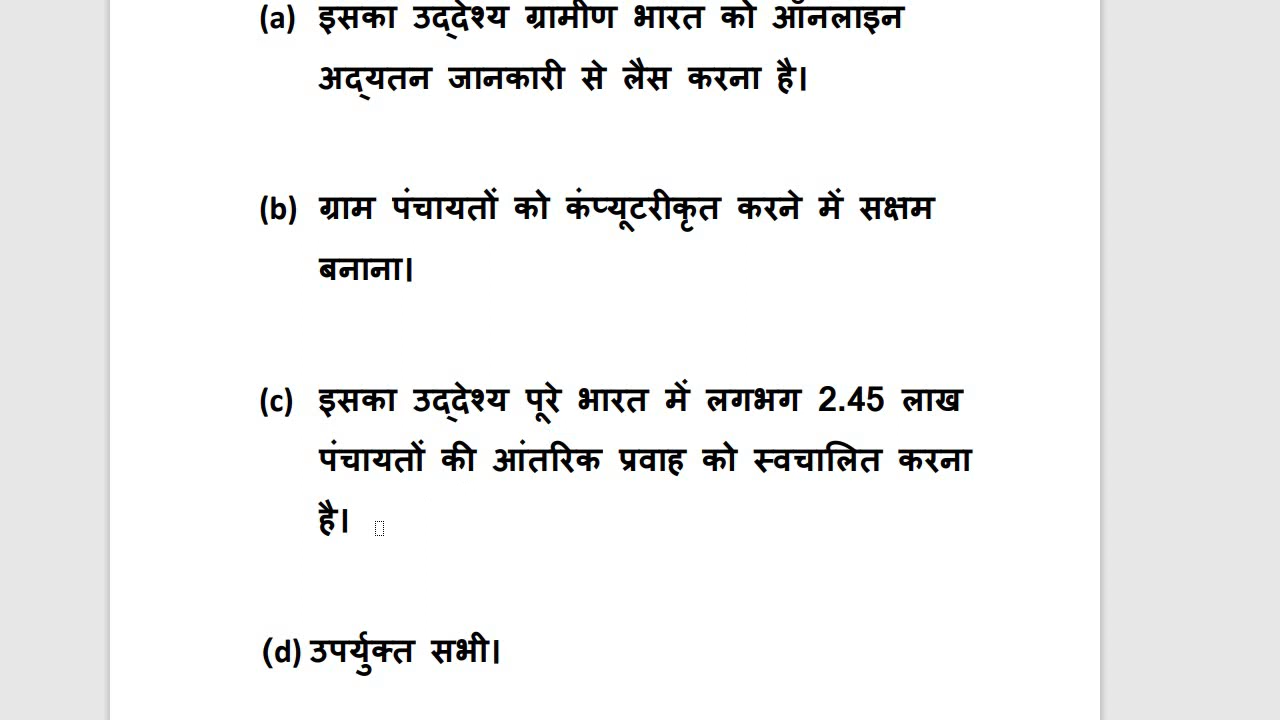 (a) इसका उद्देश्य ग्रामीण भारत को ऑनलाइन
अद्यतन जानकारी से लैस करना है।
(b) ग्राम पंचायतों को कंप्यूटरीकृत करने में सक्षम
बनाना।
(c) इसका उद्देश्य पूरे भारत में लगभग 2.45 लाख
पंचायतों की आंतरिक प्रवाह को स्वचालित करना
है।
(d) उपर्युक्त सभी।